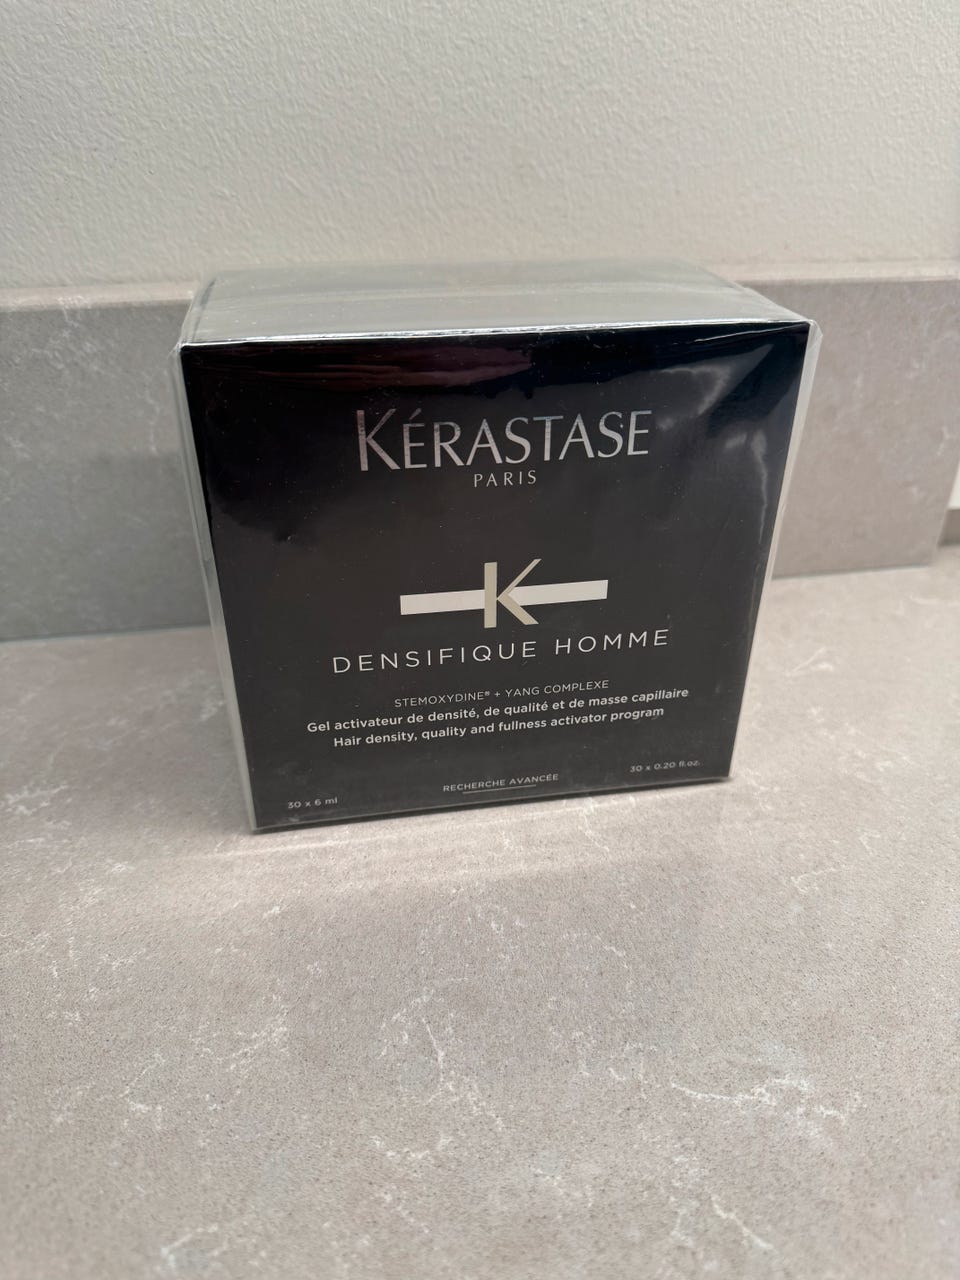 KÉRASTASE
PARIS
K
DENSIFIQUE HOMME
STEMOXYDINE® + YANG COMPLEXE
Gel activateur de densité, de qualité et de masse capillaire
Hair density, quality and fullness activator program
30 x 6 ml
RECHERCHE AVANCÉE
30 x 0.20 fl.oz.